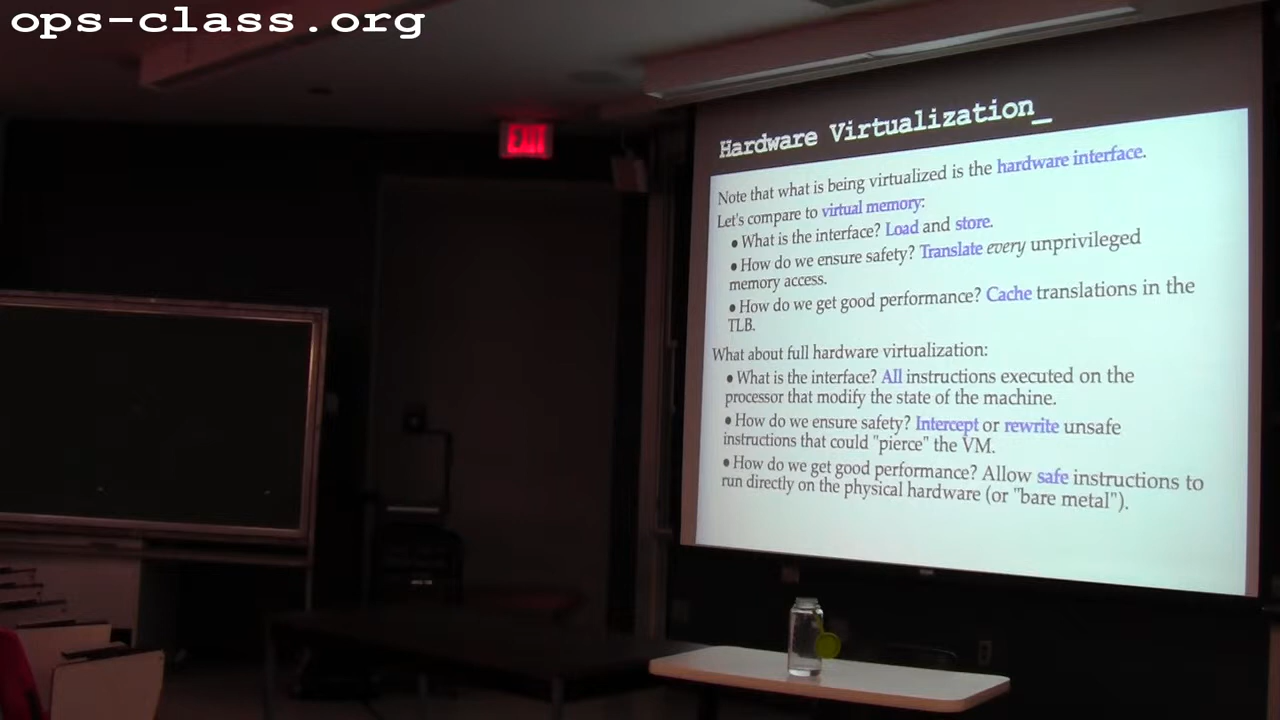 ops-class.org
EXIT
Hardware Virtualization_
Note that what is being virtualized is the hardware interface.
Let's compare to virtual memory:
• What is the interface? Load and store.
• How do we ensure safety? Translate every unprivileged
memory access.
• How do we get good performance? Cache translations in the
TLB.
What about full hardware virtualization:
• What is the interface? All instructions executed on the
processor that modify the state of the machine.
• How do we ensure safety? Intercept or rewrite unsafe
instructions that could "pierce" the VM.
• How do we get good performance? Allow safe instructions to
run directly on the physical hardware (or "bare metal").